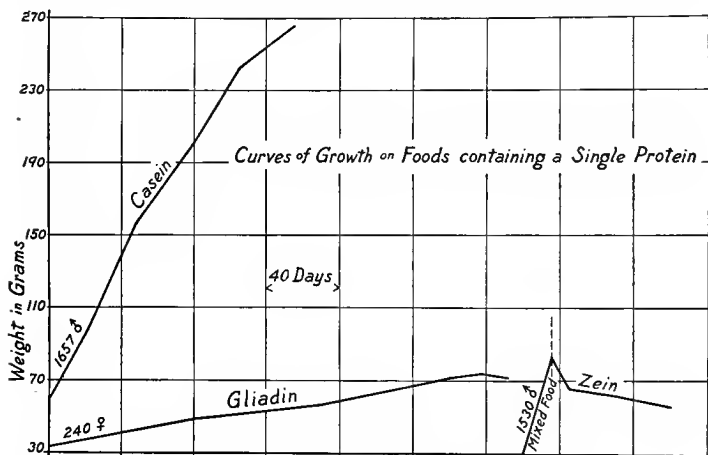 270
230
190
150
110
70
30
Weight in Grams
Curves of Growth on Foods containing a Single Protein
Casein
1657 ♂
40 Days
Gliadin
240 ♀
1530 ♂
Mixed Food
Zein